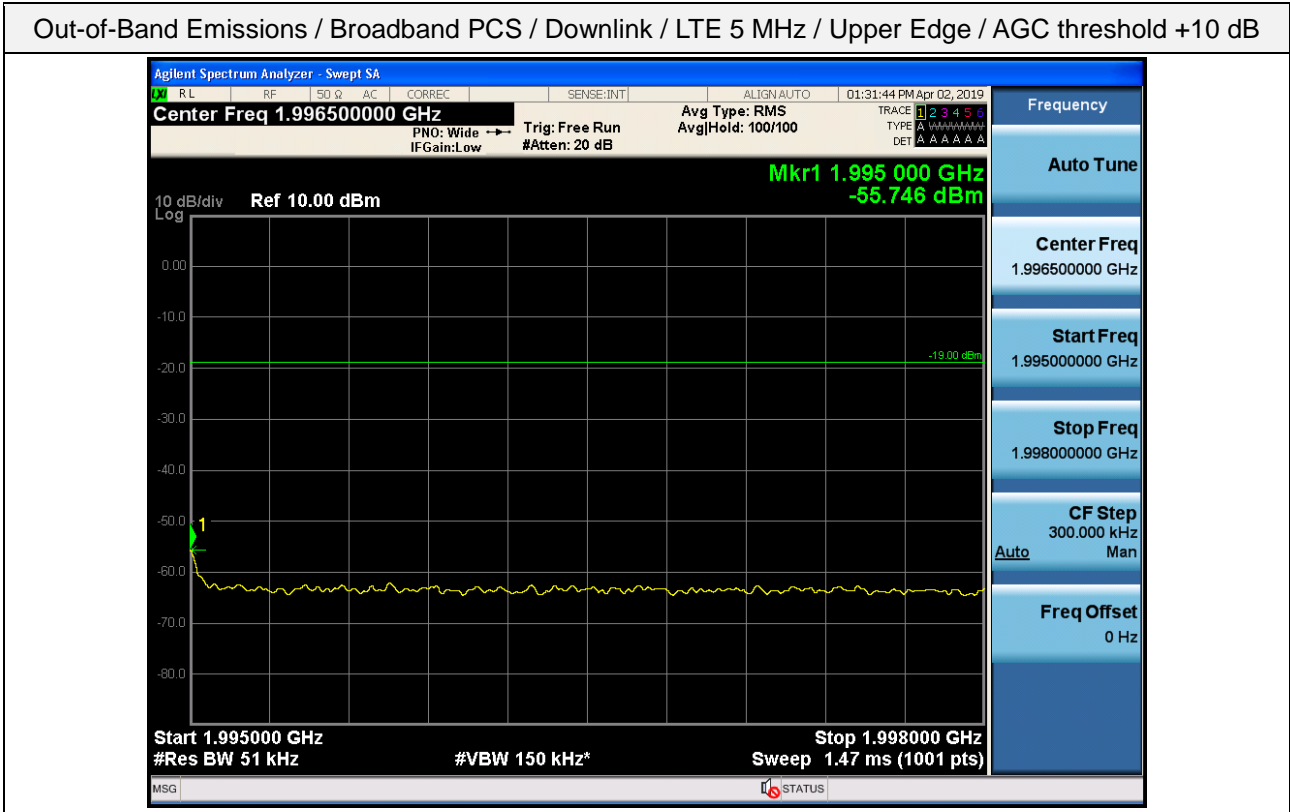 Out-of-Band Emissions / Broadband PCS / Downlink / LTE 5 MHz / Upper Edge / AGC threshold +10 dB
Agilent Spectrum Analyzer - Swept SA
LXI RL RF 50 Ω AC CORREC SENSE:INT ALIGN AUTO 01:31:44 PM Apr 02, 2019
Center Freq 1.996500000 GHz
PNO: Wide
IFGain:Low
Trig: Free Run
#Atten: 20 dB
Avg Type: RMS
Avg|Hold: 100/100
TRACE 1 2 3 4 5 6
TYPE A WWWWW
DET A A A A A A
Mkr1 1.995 000 GHz
-55.746 dBm
10 dB/div
Log
Ref 10.00 dBm
0.00
-10.0
-19.00 dBm
-20.0
-30.0
-40.0
-50.0
1
-60.0
-70.0
-80.0
Start 1.995000 GHz
Stop 1.998000 GHz
#Res BW 51 kHz
#VBW 150 kHz*
Sweep 1.47 ms (1001 pts)
MSG
STATUS
Frequency
Auto Tune
Center Freq
1.996500000 GHz
Start Freq
1.995000000 GHz
Stop Freq
1.998000000 GHz
CF Step
300.000 kHz
Auto Man
Freq Offset
0 Hz